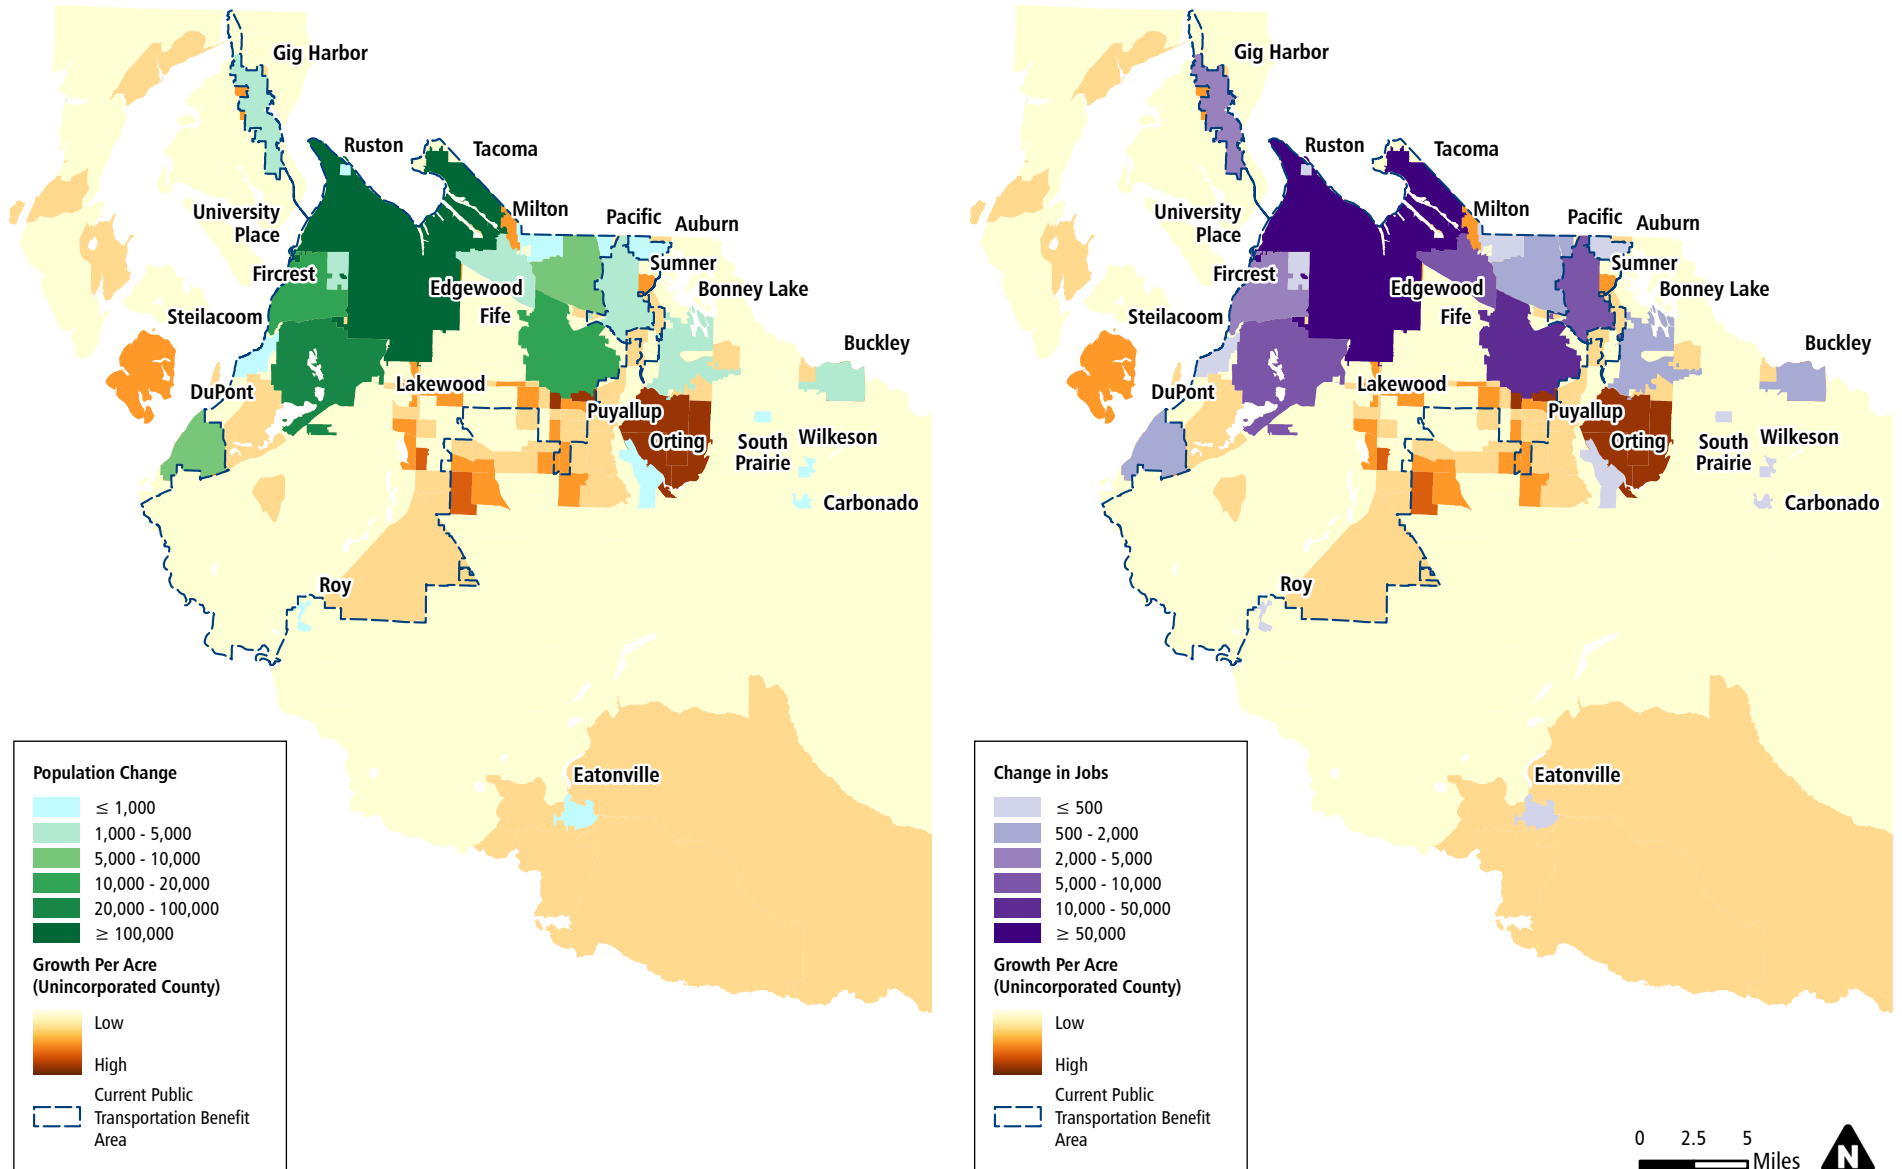 Gig Harbor
Ruston
Tacoma
University
Place
Milton
Pacific
Auburn
Fircrest
Sumner
Edgewood
Bonney Lake
Steilacoom
Fife
Buckley
DuPont
Lakewood
Puyallup
Orting
South
Prairie
Wilkeson
Carbonado
Roy
Eatonville
Population Change
≤ 1,000
1,000 - 5,000
5,000 - 10,000
10,000 - 20,000
20,000 - 100,000
≥ 100,000
Growth Per Acre
(Unincorporated County)
Low
High
Current Public
Transportation Benefit
Area
Gig Harbor
Ruston
Tacoma
University
Place
Milton
Pacific
Auburn
Fircrest
Sumner
Edgewood
Bonney Lake
Steilacoom
Fife
Buckley
DuPont
Lakewood
Puyallup
Orting
South
Prairie
Wilkeson
Carbonado
Roy
Eatonville
Change in Jobs
≤ 500
500 - 2,000
2,000 - 5,000
5,000 - 10,000
10,000 - 50,000
≥ 50,000
Growth Per Acre
(Unincorporated County)
Low
High
Current Public
Transportation Benefit
Area
0 2.5 5
Miles
N